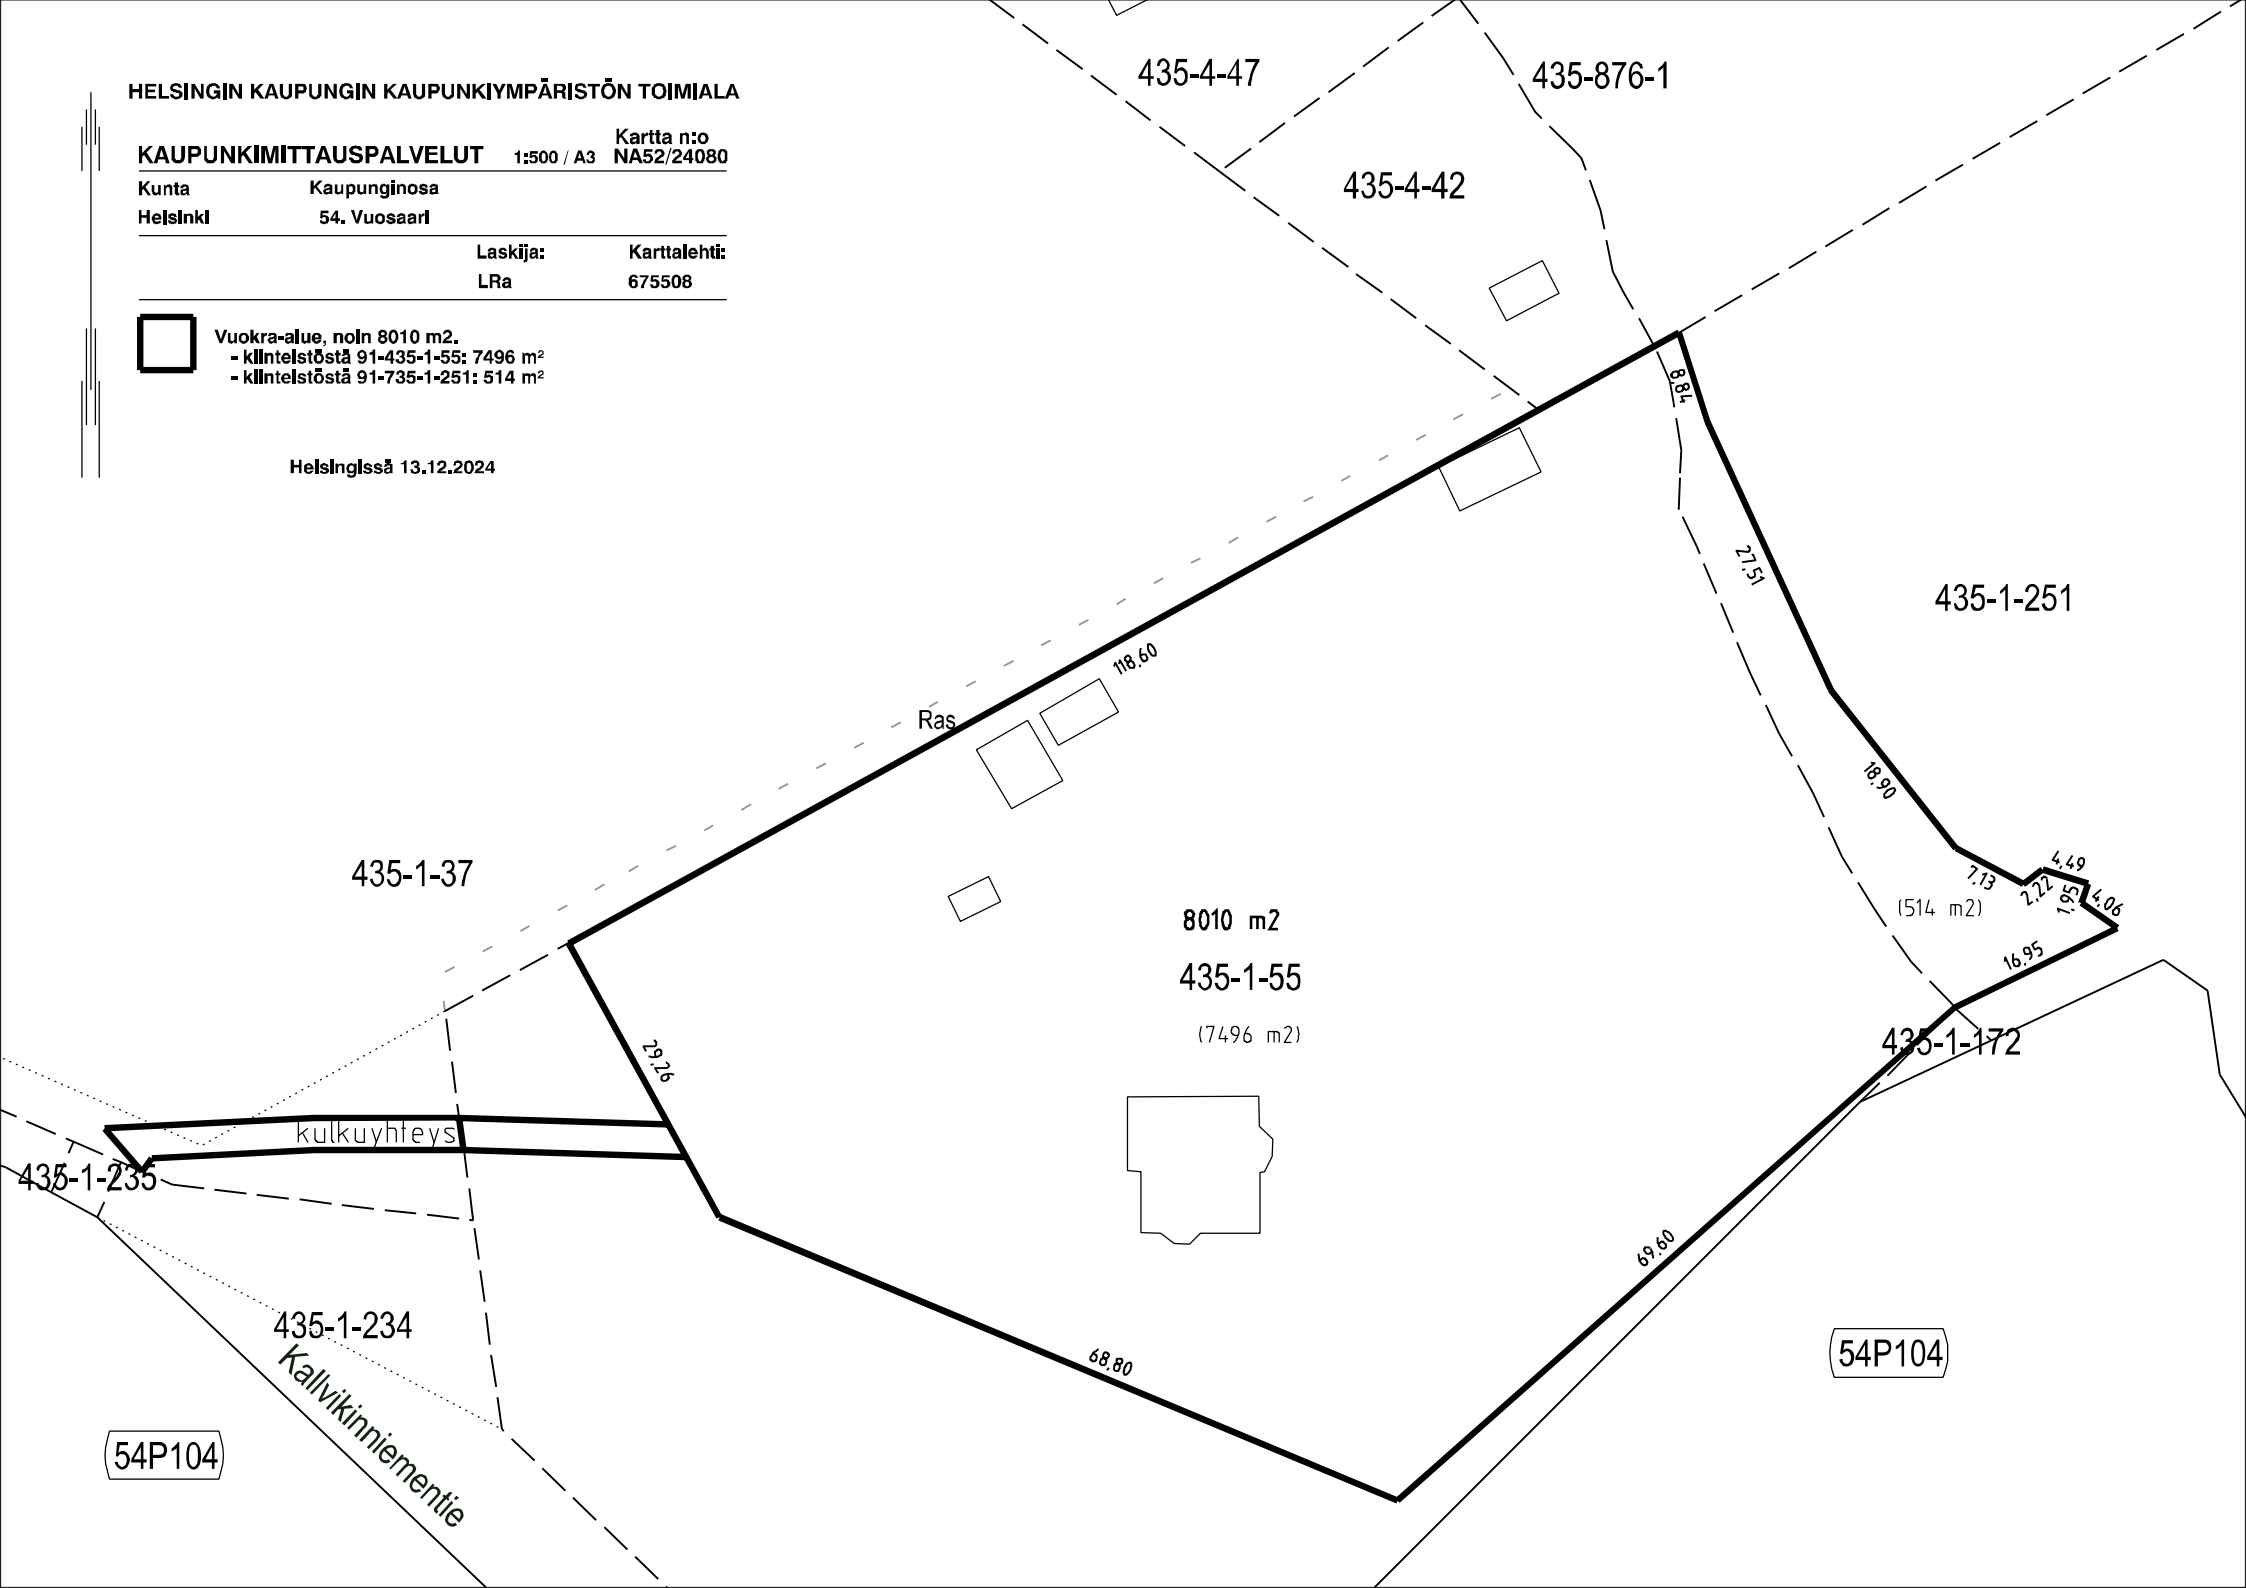 HELSINGIN KAUPUNGIN KAUPUNKIYMPÄRISTÖN TOIMIALA
KAUPUNKIMITTAUSPALVELUT 1:500 / A3 Kartta n:o NA52/24080
Kunta Kaupunginosa
Helsinki 54. Vuosaari
Laskija: Karttalehti:
LRa 675508
Vuokra-alue, noin 8010 m2.
- kiinteistöstä 91-435-1-55: 7496 m²
- kiinteistöstä 91-735-1-251: 514 m²
Helsingissä 13.12.2024
435-4-47
435-876-1
435-4-42
8,84
27,51
435-1-251
118,60
Ras
18,90
435-1-37
4,49
7,13
2,22
1,95
4,06
(514 m2)
8010 m2
435-1-55
(7496 m2)
16,95
435-1-172
29,26
kulkuyhteys
435-1-235
69,60
435-1-234
68,80
54P104
Kallvikinniementie
54P104